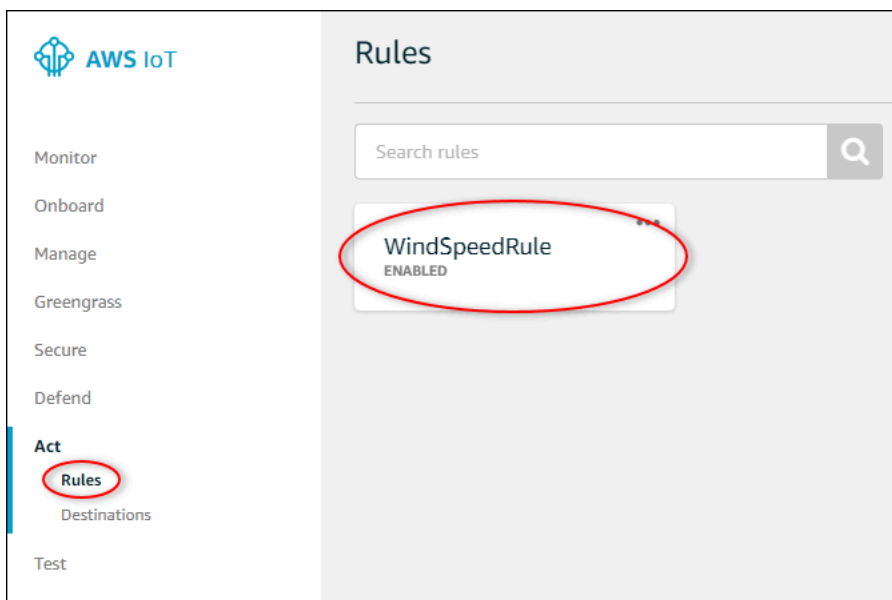 AWS IoT
Monitor
Onboard
Manage
Greengrass
Secure
Defend
Act
Rules
Destinations
Test
Rules
Search rules
WindSpeedRule
ENABLED